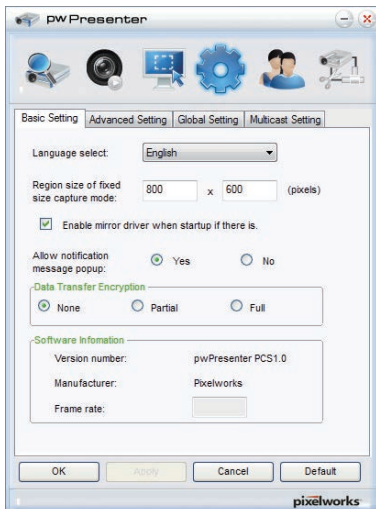 pwPresenter
Basic Setting Advanced Setting Global Setting Multicast Setting
Language select: English
Region size of fixed size capture mode: 800 x 600 (pixels)
Enable mirror driver when startup if there is.
Allow notification message popup: Yes No
Data Transfer Encryption
None Partial Full
Software Infomation
Version number: pwPresenter PCS1.0
Manufacturer: Pixelworks
Frame rate:
OK Apply Cancel Default
pixelworks